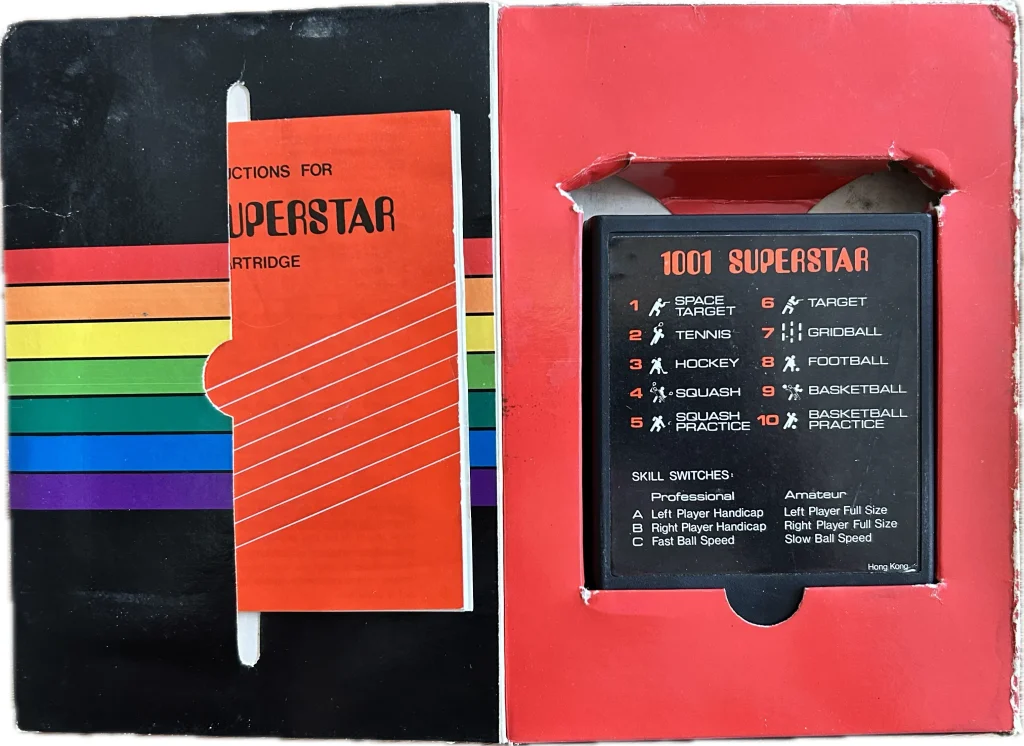 UCTIONS FOR
UPERSTAR
ARTRIDGE
1001 SUPERSTAR
1 SPACE TARGET
2 TENNIS
3 HOCKEY
4 SQUASH
5 SQUASH PRACTICE
6 TARGET
7 GRIDBALL
8 FOOTBALL
9 BASKETBALL
10 BASKETBALL PRACTICE
SKILL SWITCHES:
Professional Amateur
A Left Player Handicap Left Player Full Size
B Right Player Handicap Right Player Full Size
C Fast Ball Speed Slow Ball Speed
Hong Kong